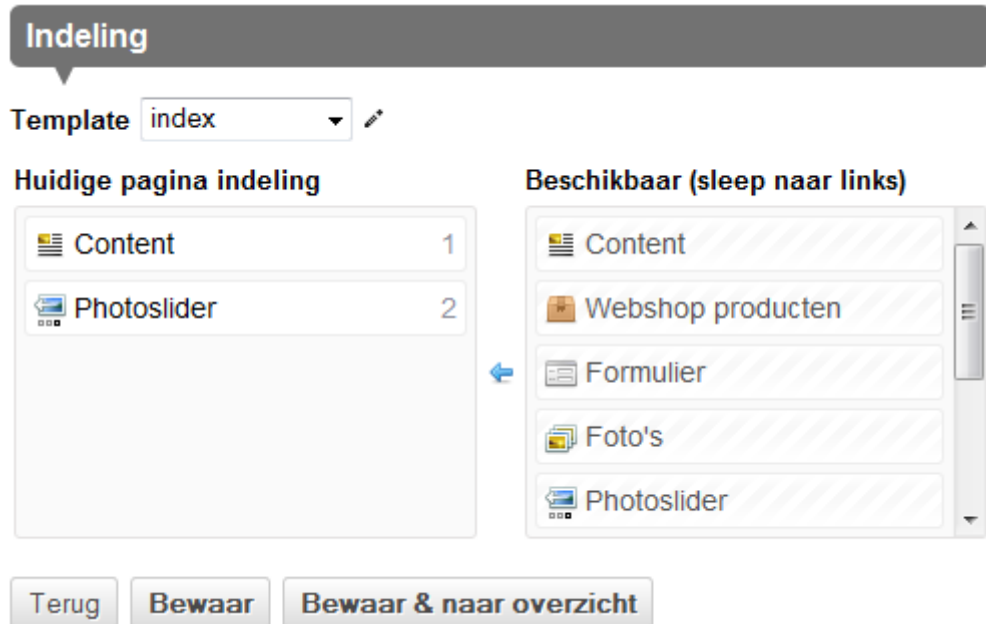 Indeling
Template index
Huidige pagina indeling
Content 1
Photoslider 2
Beschikbaar (sleep naar links)
Content
Webshop producten
Formulier
Foto's
Photoslider
Terug Bewaar Bewaar & naar overzicht